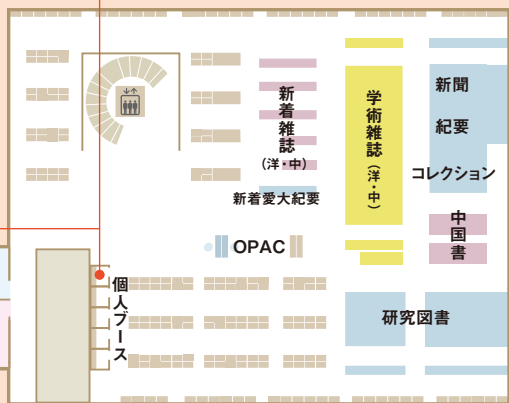 新着雑誌
（洋・中）
新着愛大紀要
学術雑誌（洋・中）
新聞
紀要
コレクション
中国書
OPAC
個人ブース
研究図書